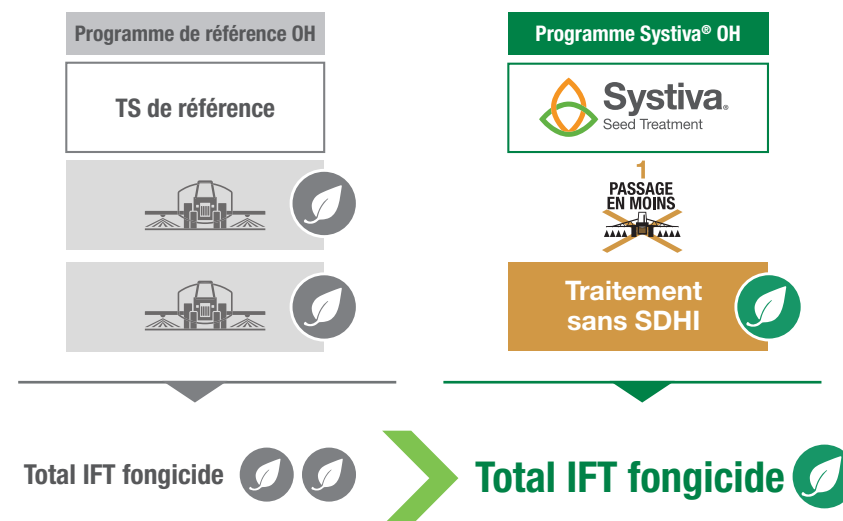 Programme de référence OH
TS de référence
Total IFT fongicide
Programme Systiva® OH
Systiva®
Seed Treatment
1
PASSAGE
EN MOINS
Traitement
sans SDHI
Total IFT fongicide